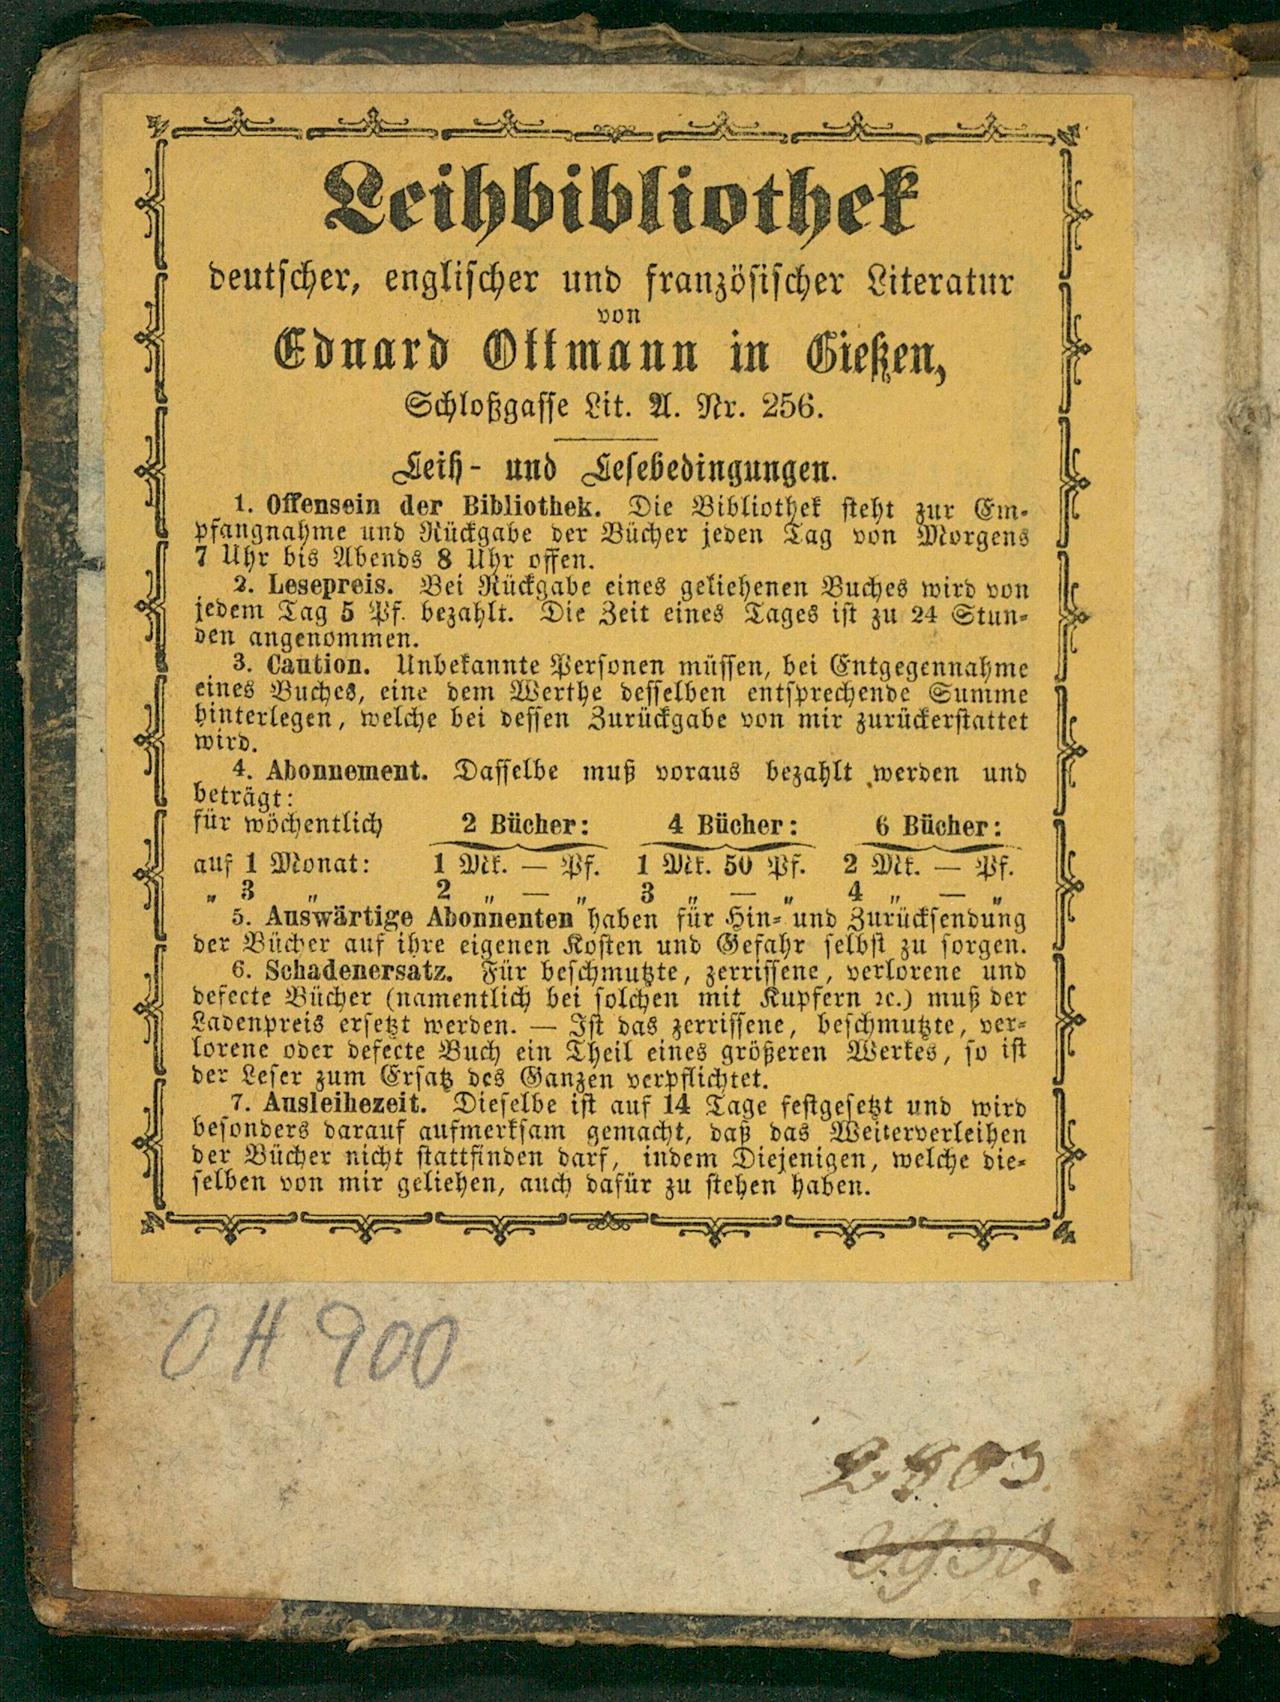 Leihbibliothek
deutscher, englischer und französischer Literatur
von
Eduard Ottmann in Gießen,
Schloßgasse Lit. A. Nr. 256.
Leih- und Lesebedingungen.
1. Offensein der Bibliothek. Die Bibliothek steht zur Em-
pfangnahme und Rückgabe der Bücher jeden Tag von Morgens
7 Uhr bis Abends 8 Uhr offen.
2. Lesepreis. Bei Rückgabe eines geliehenen Buches wird von
jedem Tag 5 Pf. bezahlt. Die Zeit eines Tages ist zu 24 Stun-
den angenommen.
3. Caution. Unbekannte Personen müssen, bei Entgegennahme
eines Buches, eine dem Werthe desselben entsprechende Summe
hinterlegen, welche bei dessen Zurückgabe von mir zurückerstattet
wird.
4. Abonnement. Dasselbe muß voraus bezahlt werden und
beträgt:
für wöchentlich 2 Bücher: 4 Bücher: 6 Bücher:
auf 1 Monat: 1 Mk. — Pf. 1 Mk. 50 Pf. 2 Mk. — Pf.
„ 3 „ 2 „ — „ 3 „ — „ 4 „ — „
5. Auswärtige Abonnenten haben für Hin- und Zurücksendung
der Bücher auf ihre eigenen Kosten und Gefahr selbst zu sorgen.
6. Schadenersatz. Für beschmutzte, zerrissene, verlorene und
defecte Bücher (namentlich bei solchen mit Kupfern ꝛc.) muß der
Ladenpreis ersetzt werden. — Ist das zerrissene, beschmutzte, ver-
lorene oder defecte Buch ein Theil eines größeren Werkes, so ist
der Leser zum Ersatz des Ganzen verpflichtet.
7. Ausleihezeit. Dieselbe ist auf 14 Tage festgesetzt und wird
besonders darauf aufmerksam gemacht, daß das Weiterverleihen
der Bücher nicht stattfinden darf, indem Diejenigen, welche die-
selben von mir geliehen, auch dafür zu stehen haben.
OH 900